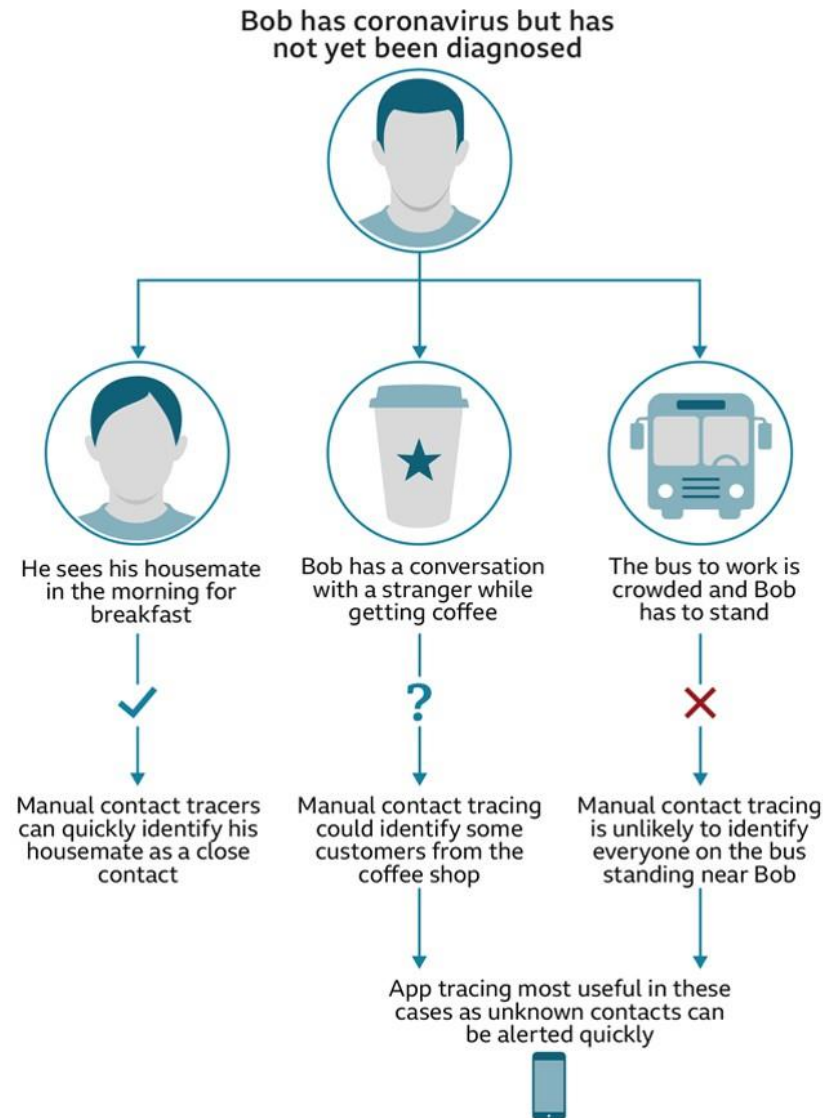 Bob has coronavirus but has
not yet been diagnosed
He sees his housemate
in the morning for
breakfast
Bob has a conversation
with a stranger while
getting coffee
The bus to work is
crowded and Bob
has to stand
?
Manual contact tracers
can quickly identify his
housemate as a close
contact
Manual contact tracing
could identify some
customers from the
coffee shop
Manual contact tracing
is unlikely to identify
everyone on the bus
standing near Bob
App tracing most useful in these
cases as unknown contacts can
be alerted quickly